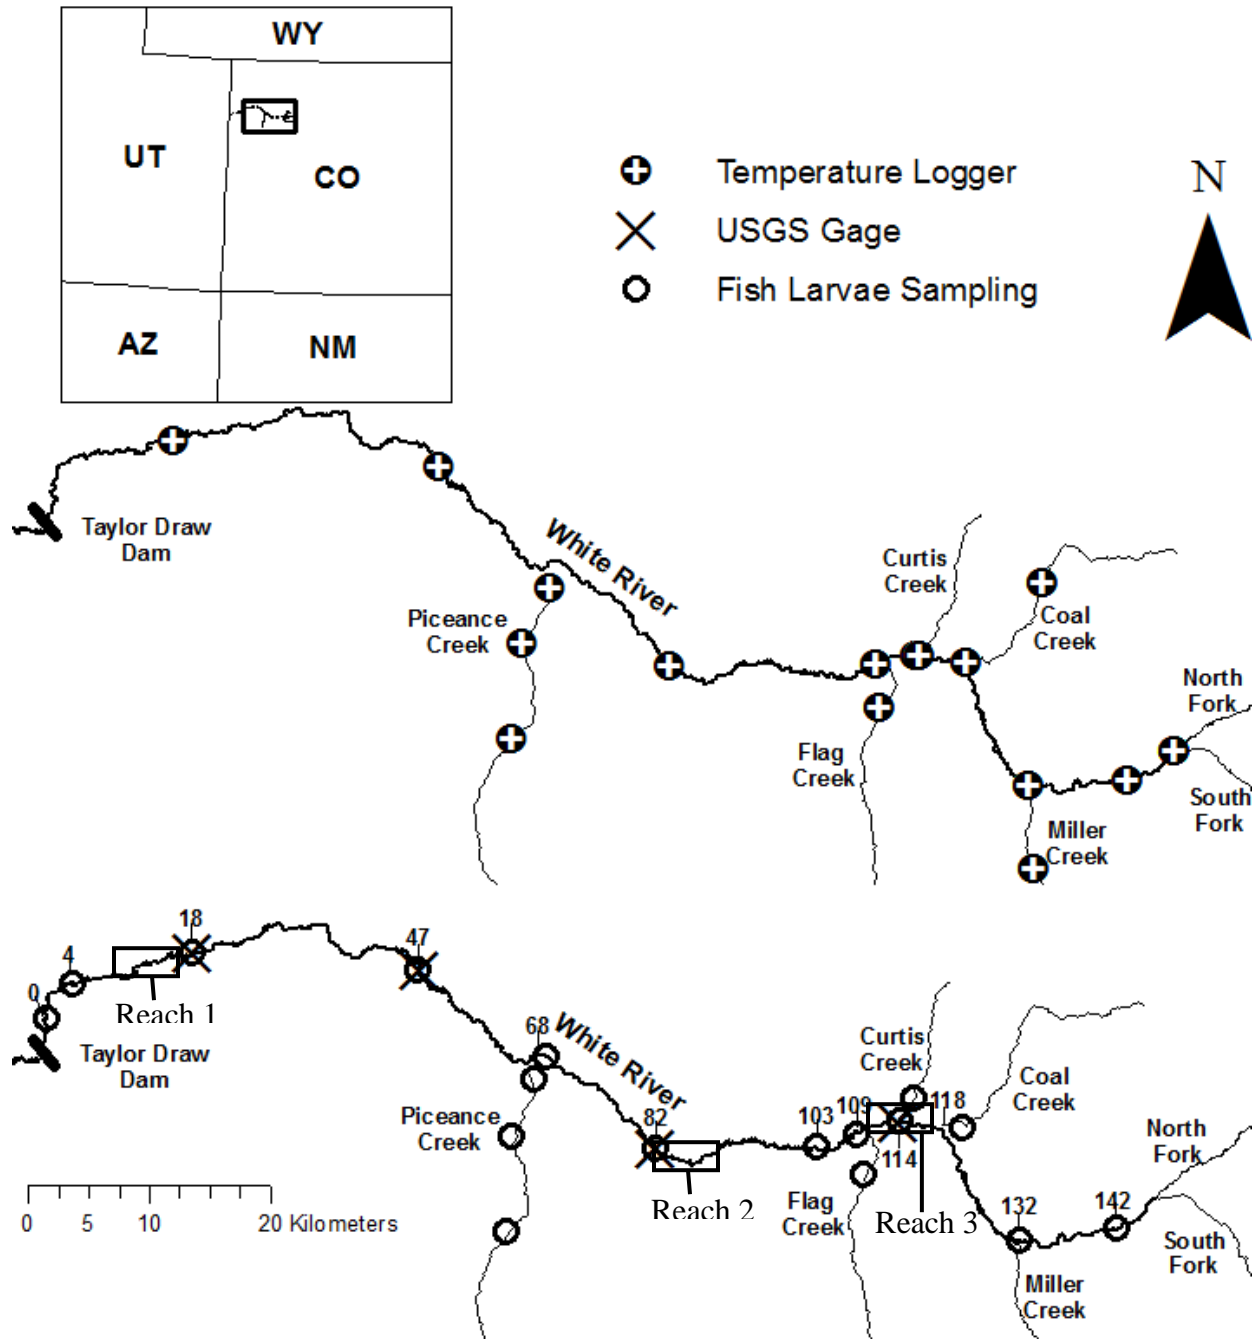 WY
UT
CO
AZ
NM
Temperature Logger
USGS Gage
Fish Larvae Sampling
N
Taylor Draw
Dam
White River
Piceance
Creek
Curtis
Creek
Coal
Creek
North
Fork
Flag
Creek
South
Fork
Miller
Creek
18
47
4
0
Reach 1
Taylor Draw
Dam
68
White River
Piceance
Creek
82
Reach 2
103
109
Curtis
Creek
118
Coal
Creek
114
North
Fork
Flag
Creek
Reach 3
132
142
South
Fork
Miller
Creek
0 5 10 20 Kilometers